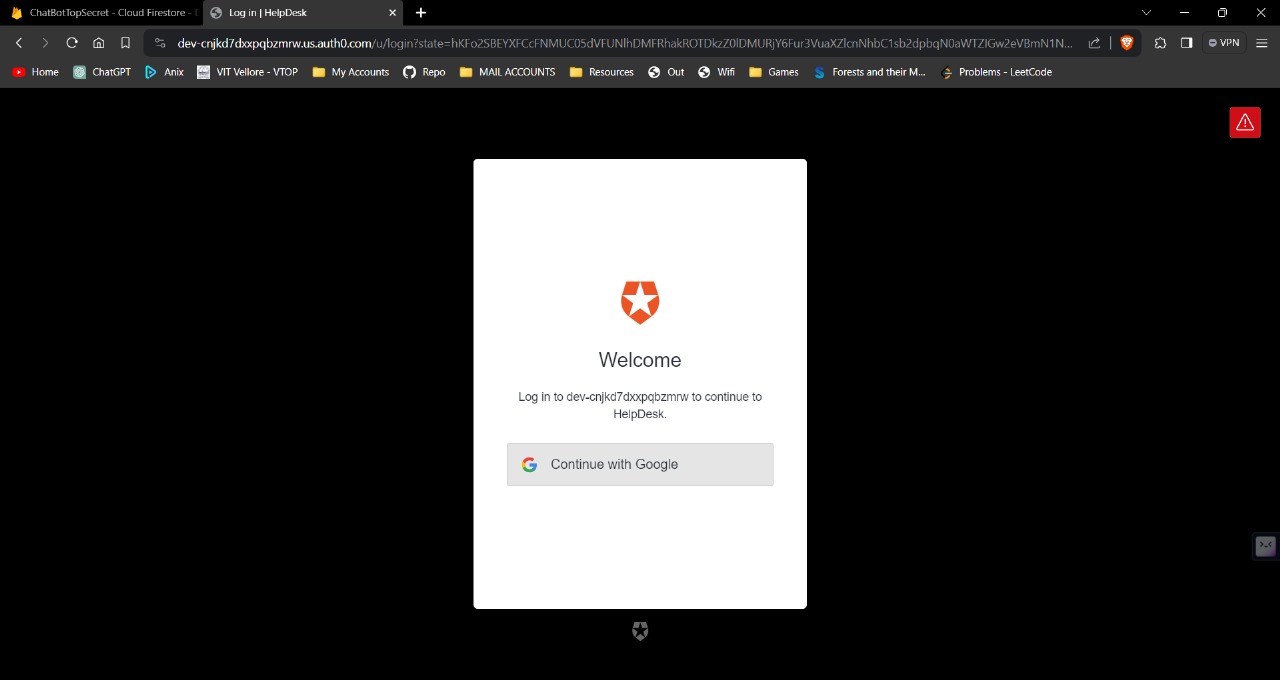 ChatBotTopSecret - Cloud Firestore -
Log in | HelpDesk
dev-cnjkd7dxxpqbzmrw.us.auth0.com/u/login?state=hKFo2SBEYXFCcFNMUC05dVFUNlhDMFRhakROTDkzZ0lDMURjY6Fur3VuaXZlcnNhbC1sb2dpbqN0aWTZIGw2eVBmN1N...
VPN
Home
ChatGPT
Anix
VIT Vellore - VTOP
My Accounts
Repo
MAIL ACCOUNTS
Resources
Out
Wifi
Games
Forests and their M...
Problems - LeetCode
Welcome
Log in to dev-cnjkd7dxxpqbzmrw to continue to
HelpDesk.
Continue with Google